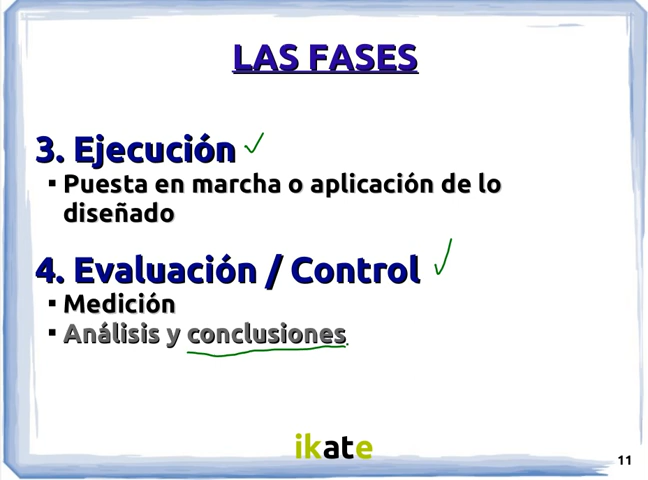 LAS FASES
3. Ejecución
▪ Puesta en marcha o aplicación de lo
diseñado
4. Evaluación / Control
▪ Medición
▪ Análisis y conclusiones
ikate
11